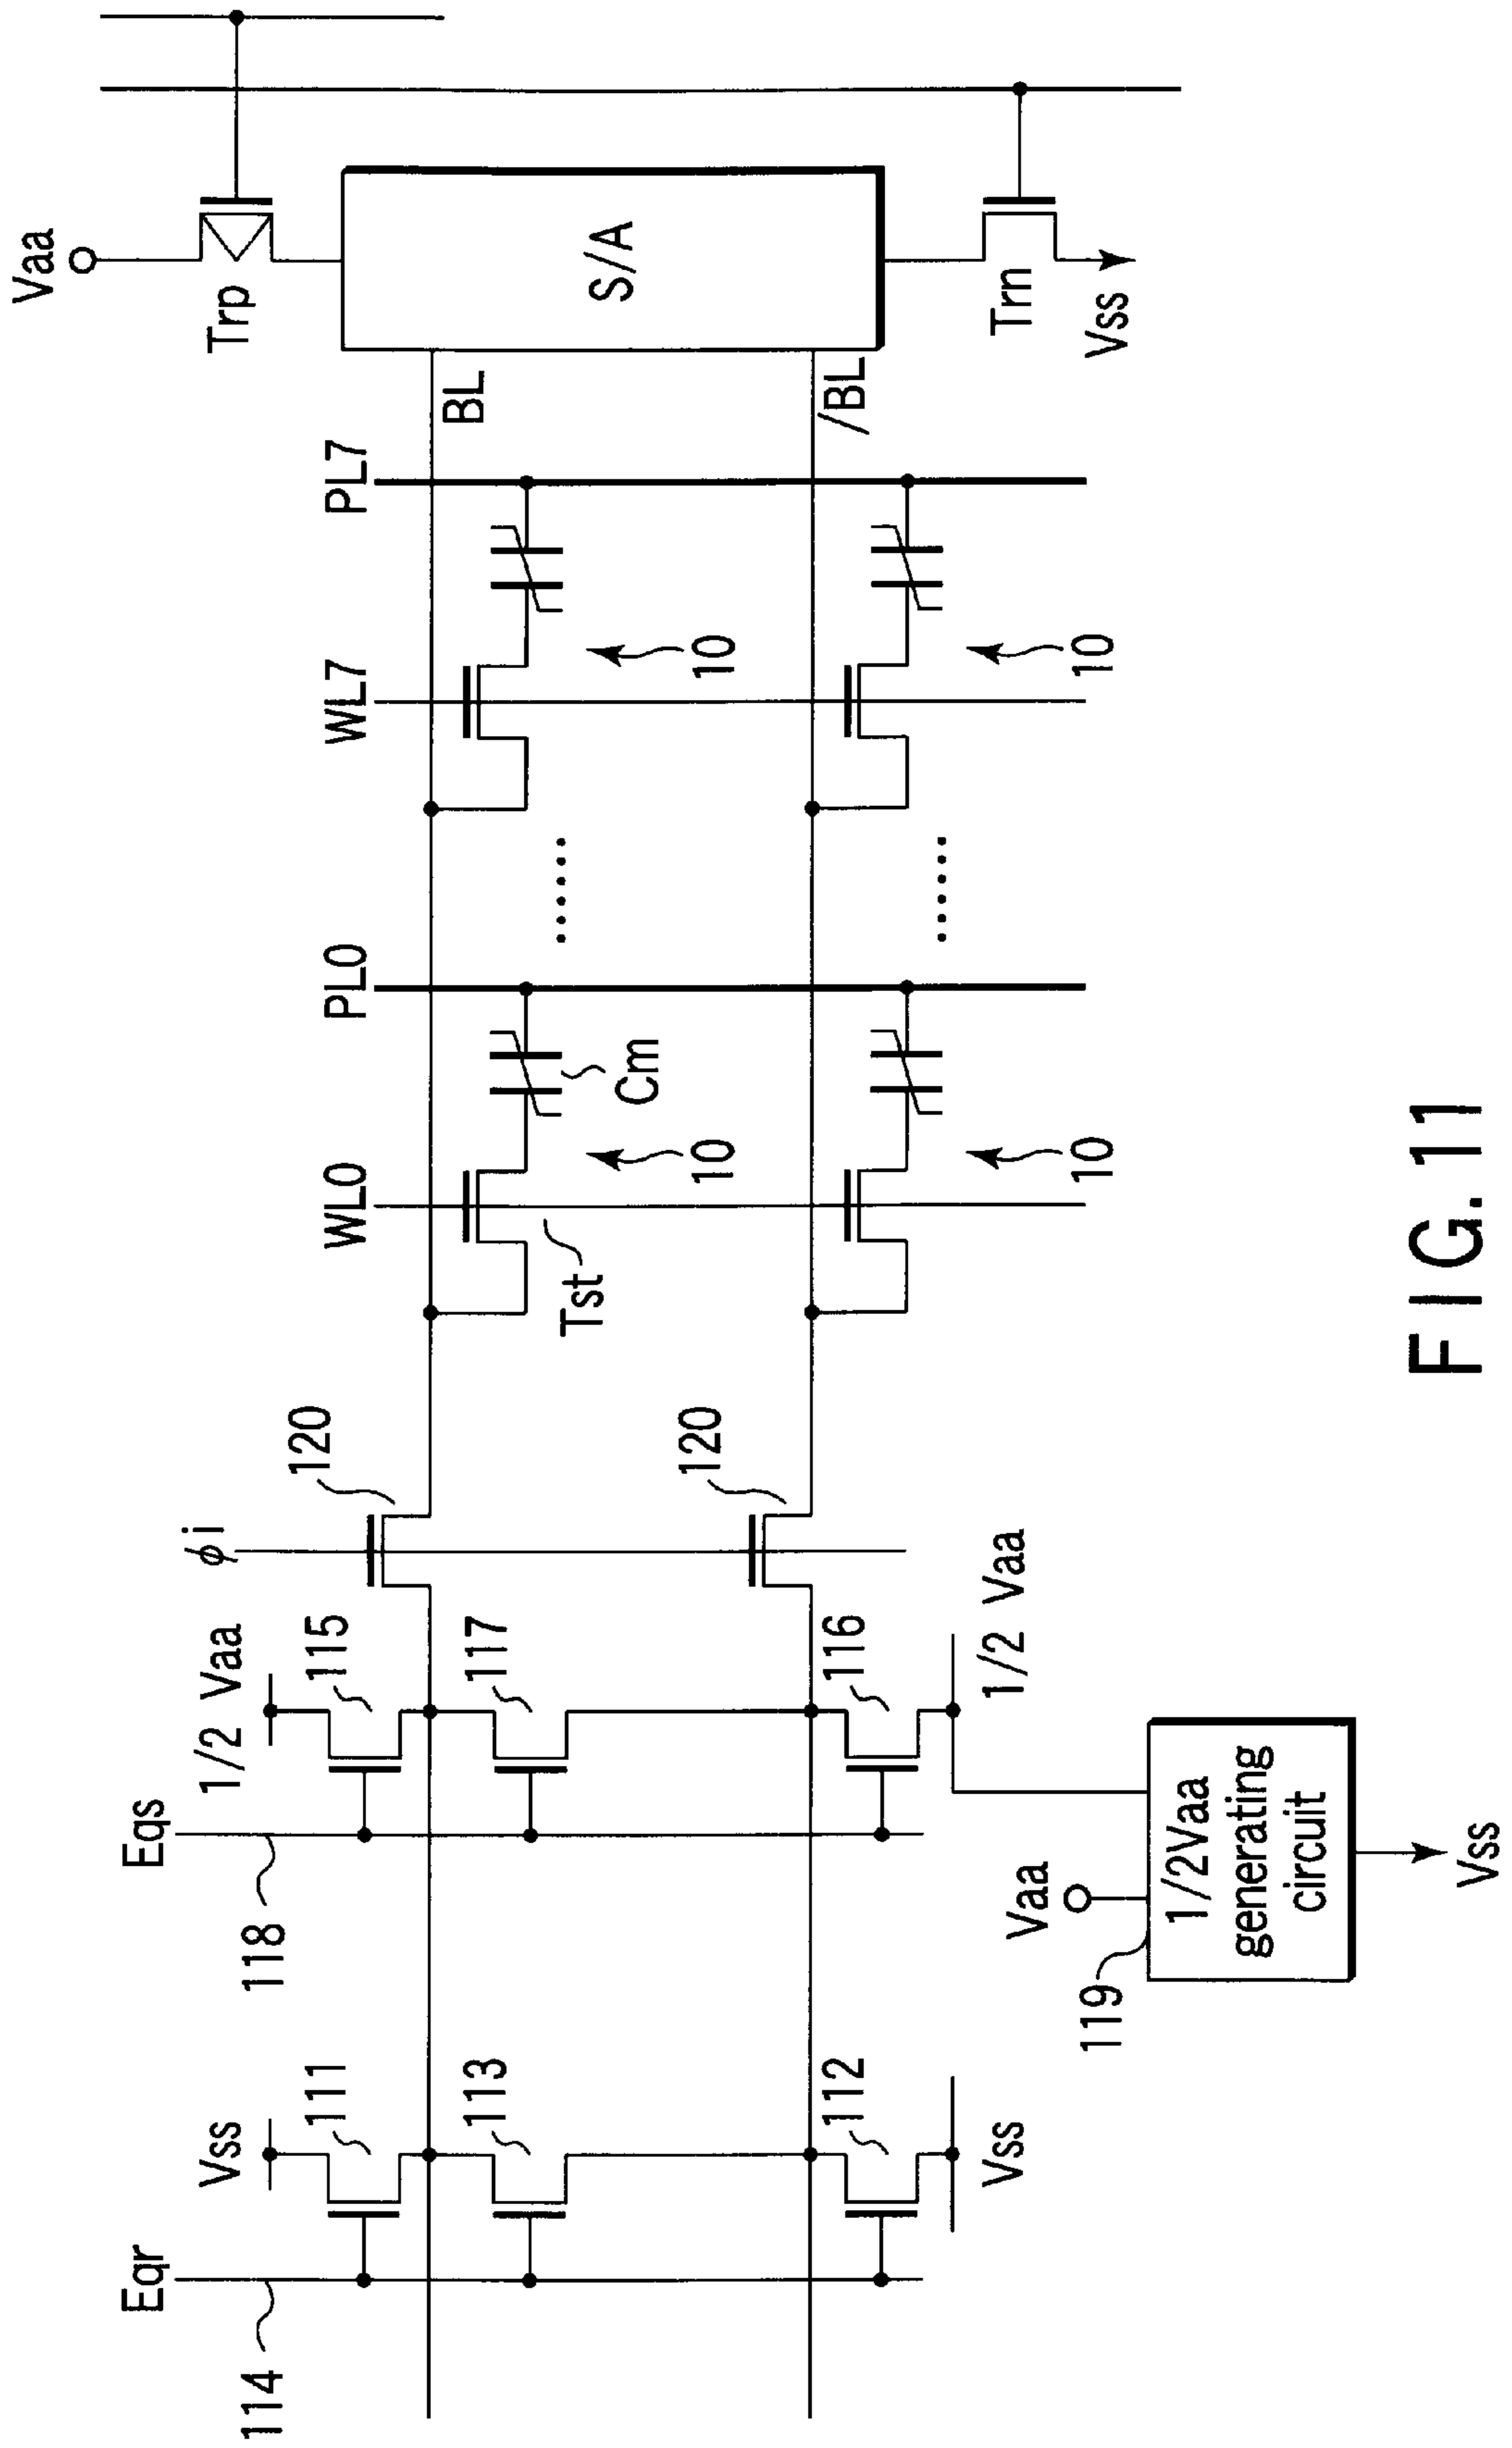 Eqr
114
Vss
111
113
112
Vss
Eqs
118
1/2 Vaa
115
117
116
1/2 Vaa
Vaa
119
1/2Vaa
generating
circuit
Vss
ϕi
120
120
WL0
PL0
Tst
Cm
10
10
WL7
PL7
10
10
BL
/BL
S/A
Vaa
Trp
Trn
Vss
FIG. 11